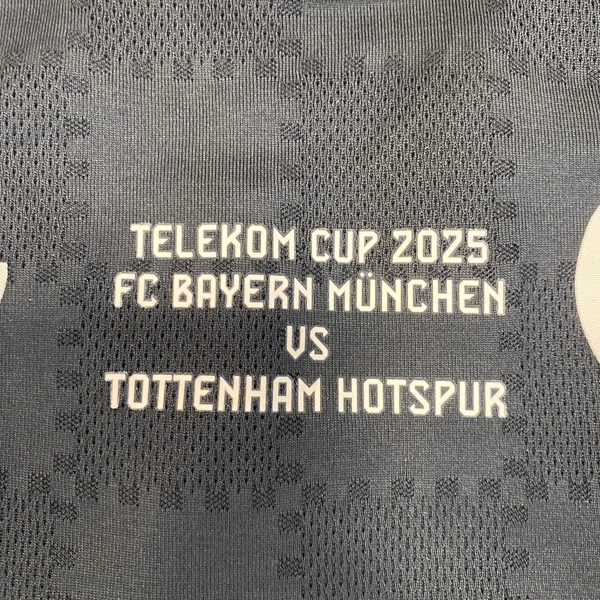 TELEKOM CUP 2025
FC BAYERN MÜNCHEN
VS
TOTTENHAM HOTSPUR